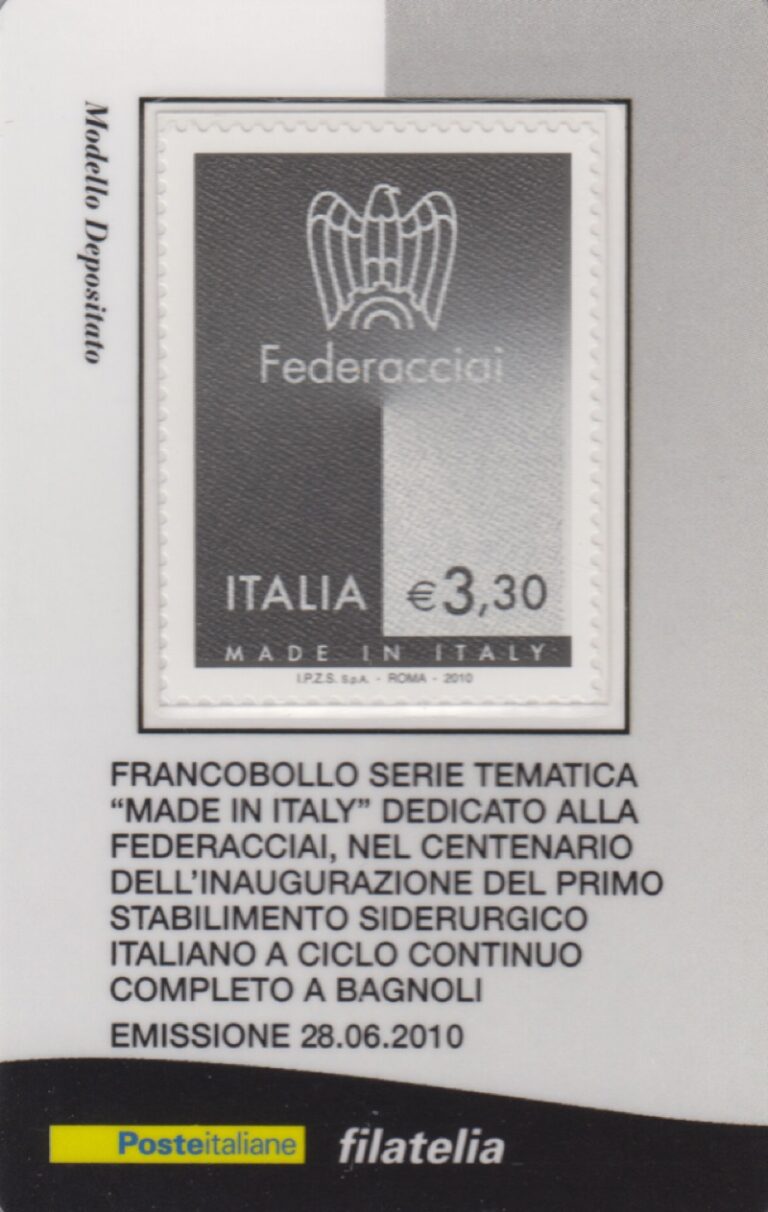 Modello Depositato
Federacciai
ITALIA €3,30
MADE IN ITALY
I.P.Z.S. S.p.A. - ROMA - 2010
FRANCOBOLLO SERIE TEMATICA
“MADE IN ITALY” DEDICATO ALLA
FEDERACCIAI, NEL CENTENARIO
DELL'INAUGURAZIONE DEL PRIMO
STABILIMENTO SIDERURGICO
ITALIANO A CICLO CONTINUO
COMPLETO A BAGNOLI
EMISSIONE 28.06.2010
Posteitaliane filatelia